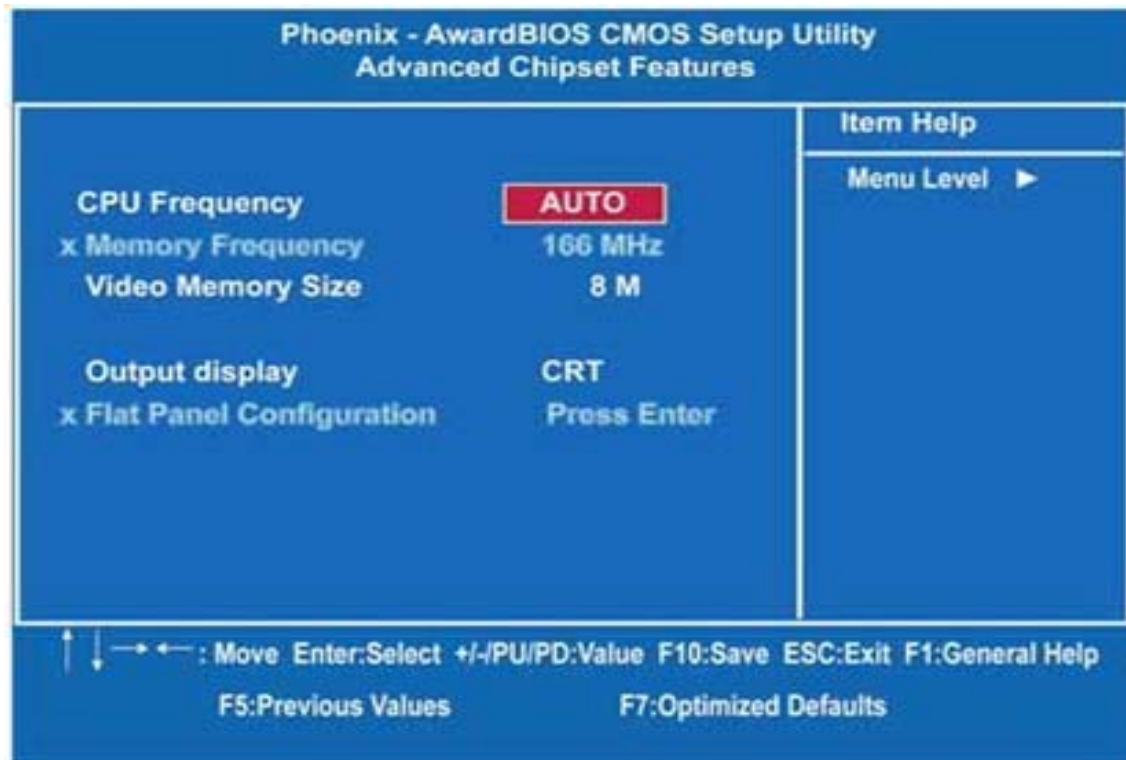 Phoenix - AwardBIOS CMOS Setup Utility
Advanced Chipset Features
Item Help
Menu Level ►
CPU Frequency AUTO
x Memory Frequency 166 MHz
Video Memory Size 8 M
Output display CRT
x Flat Panel Configuration Press Enter
↑ ↓ → ← : Move Enter:Select +/-/PU/PD:Value F10:Save ESC:Exit F1:General Help
F5:Previous Values F7:Optimized Defaults